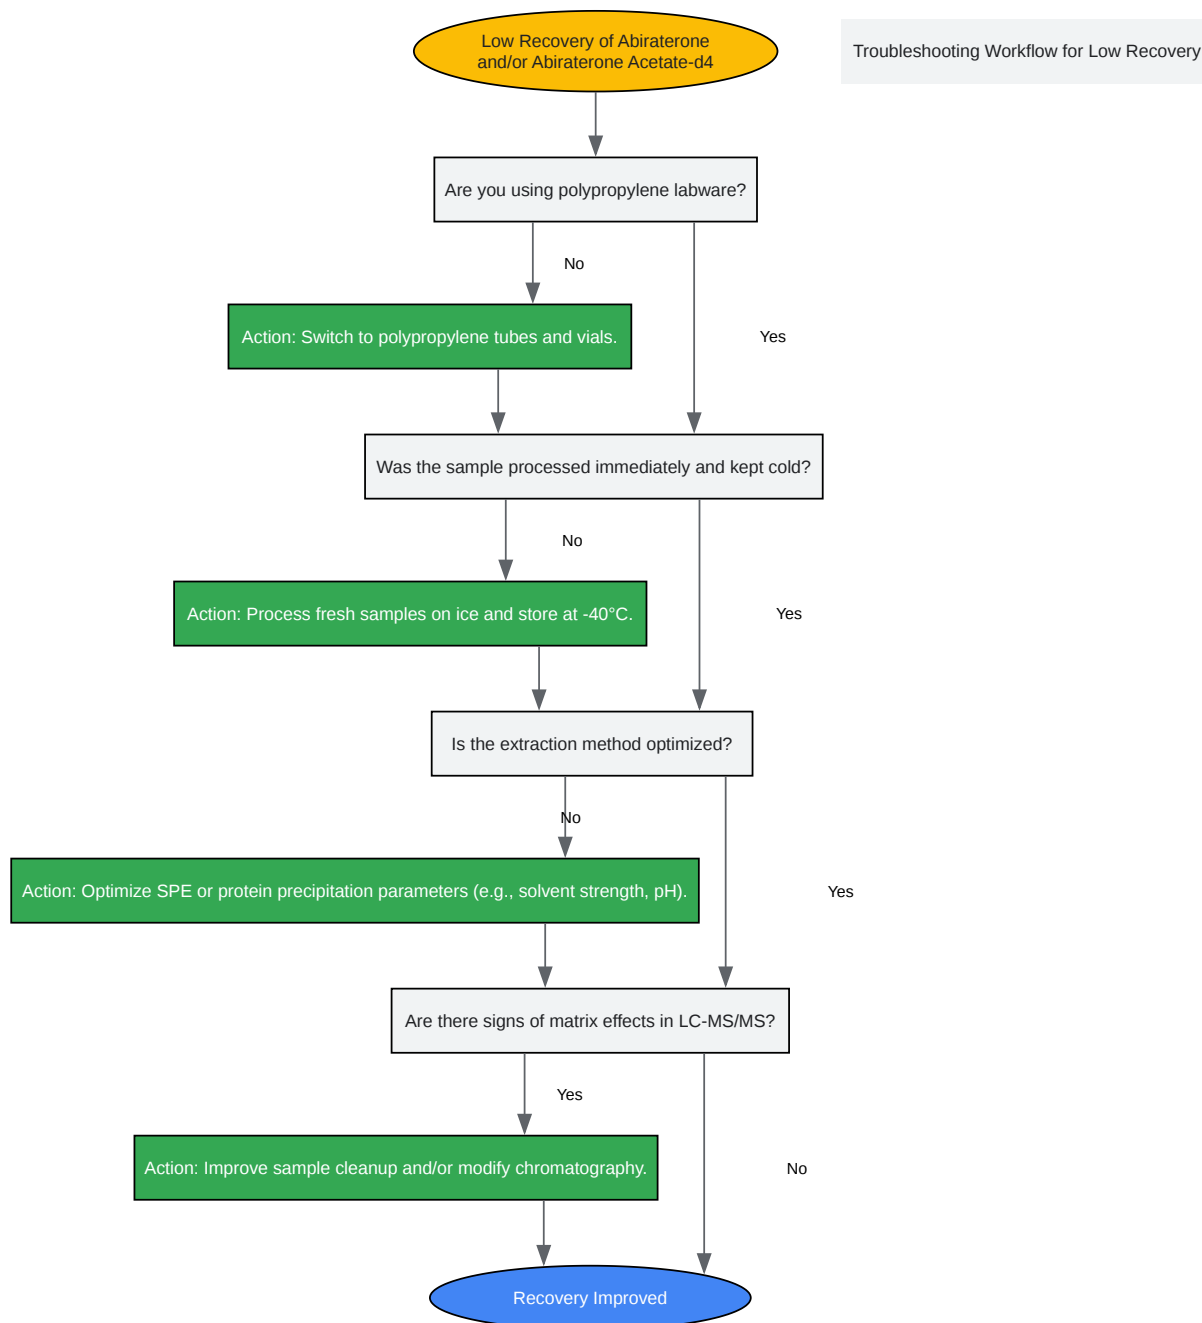 Low Recovery of Abiraterone
and/or Abiraterone Acetate-d4
Troubleshooting Workflow for Low Recovery
Are you using polypropylene labware?
No
Action: Switch to polypropylene tubes and vials.
Yes
Was the sample processed immediately and kept cold?
No
Action: Process fresh samples on ice and store at -40°C.
Yes
Is the extraction method optimized?
No
Action: Optimize SPE or protein precipitation parameters (e.g., solvent strength, pH).
Yes
Are there signs of matrix effects in LC-MS/MS?
Yes
Action: Improve sample cleanup and/or modify chromatography.
No
Recovery Improved